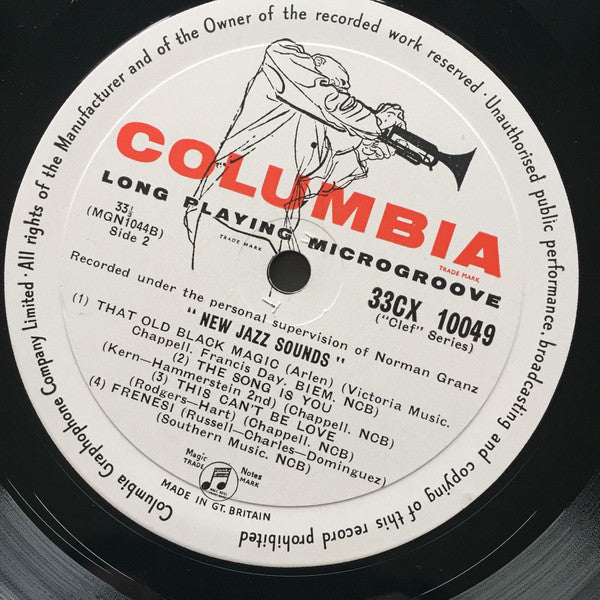 All rights of the Manufacturer and of the Owner of the recorded work reserved · Unauthorised public performance, broadcasting and copying of this record prohibited
COLUMBIA
TRADE MARK
LONG PLAYING MICROGROOVE
TRADE MARK
33⅓
(MGN1044B)
Side 2
33CX 10049
("Clef" Series)
Recorded under the personal supervision of Norman Granz
"NEW JAZZ SOUNDS"
(1) THAT OLD BLACK MAGIC (Arlen) (Victoria Music.
Chappell, Francis Day. BIEM. NCB)
(2) THE SONG IS YOU
(Kern—Hammerstein 2nd) (Chappell. NCB)
(3) THIS CAN'T BE LOVE
(Rodgers—Hart) (Chappell. NCB)
(4) FRENESI (Russell—Charles—Dominguez)
(Southern Music. NCB)
Magic Notes
TRADE MARK
MADE IN GT. BRITAIN
Columbia Graphophone Company Limited ·